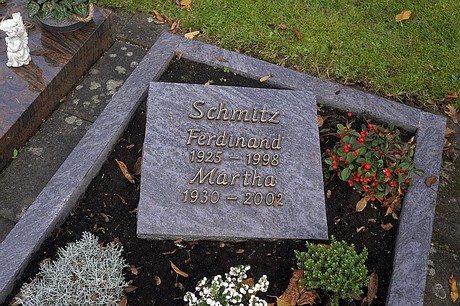 Schmitz
Ferdinand
1925 – 1998
Martha
1930 – 2002